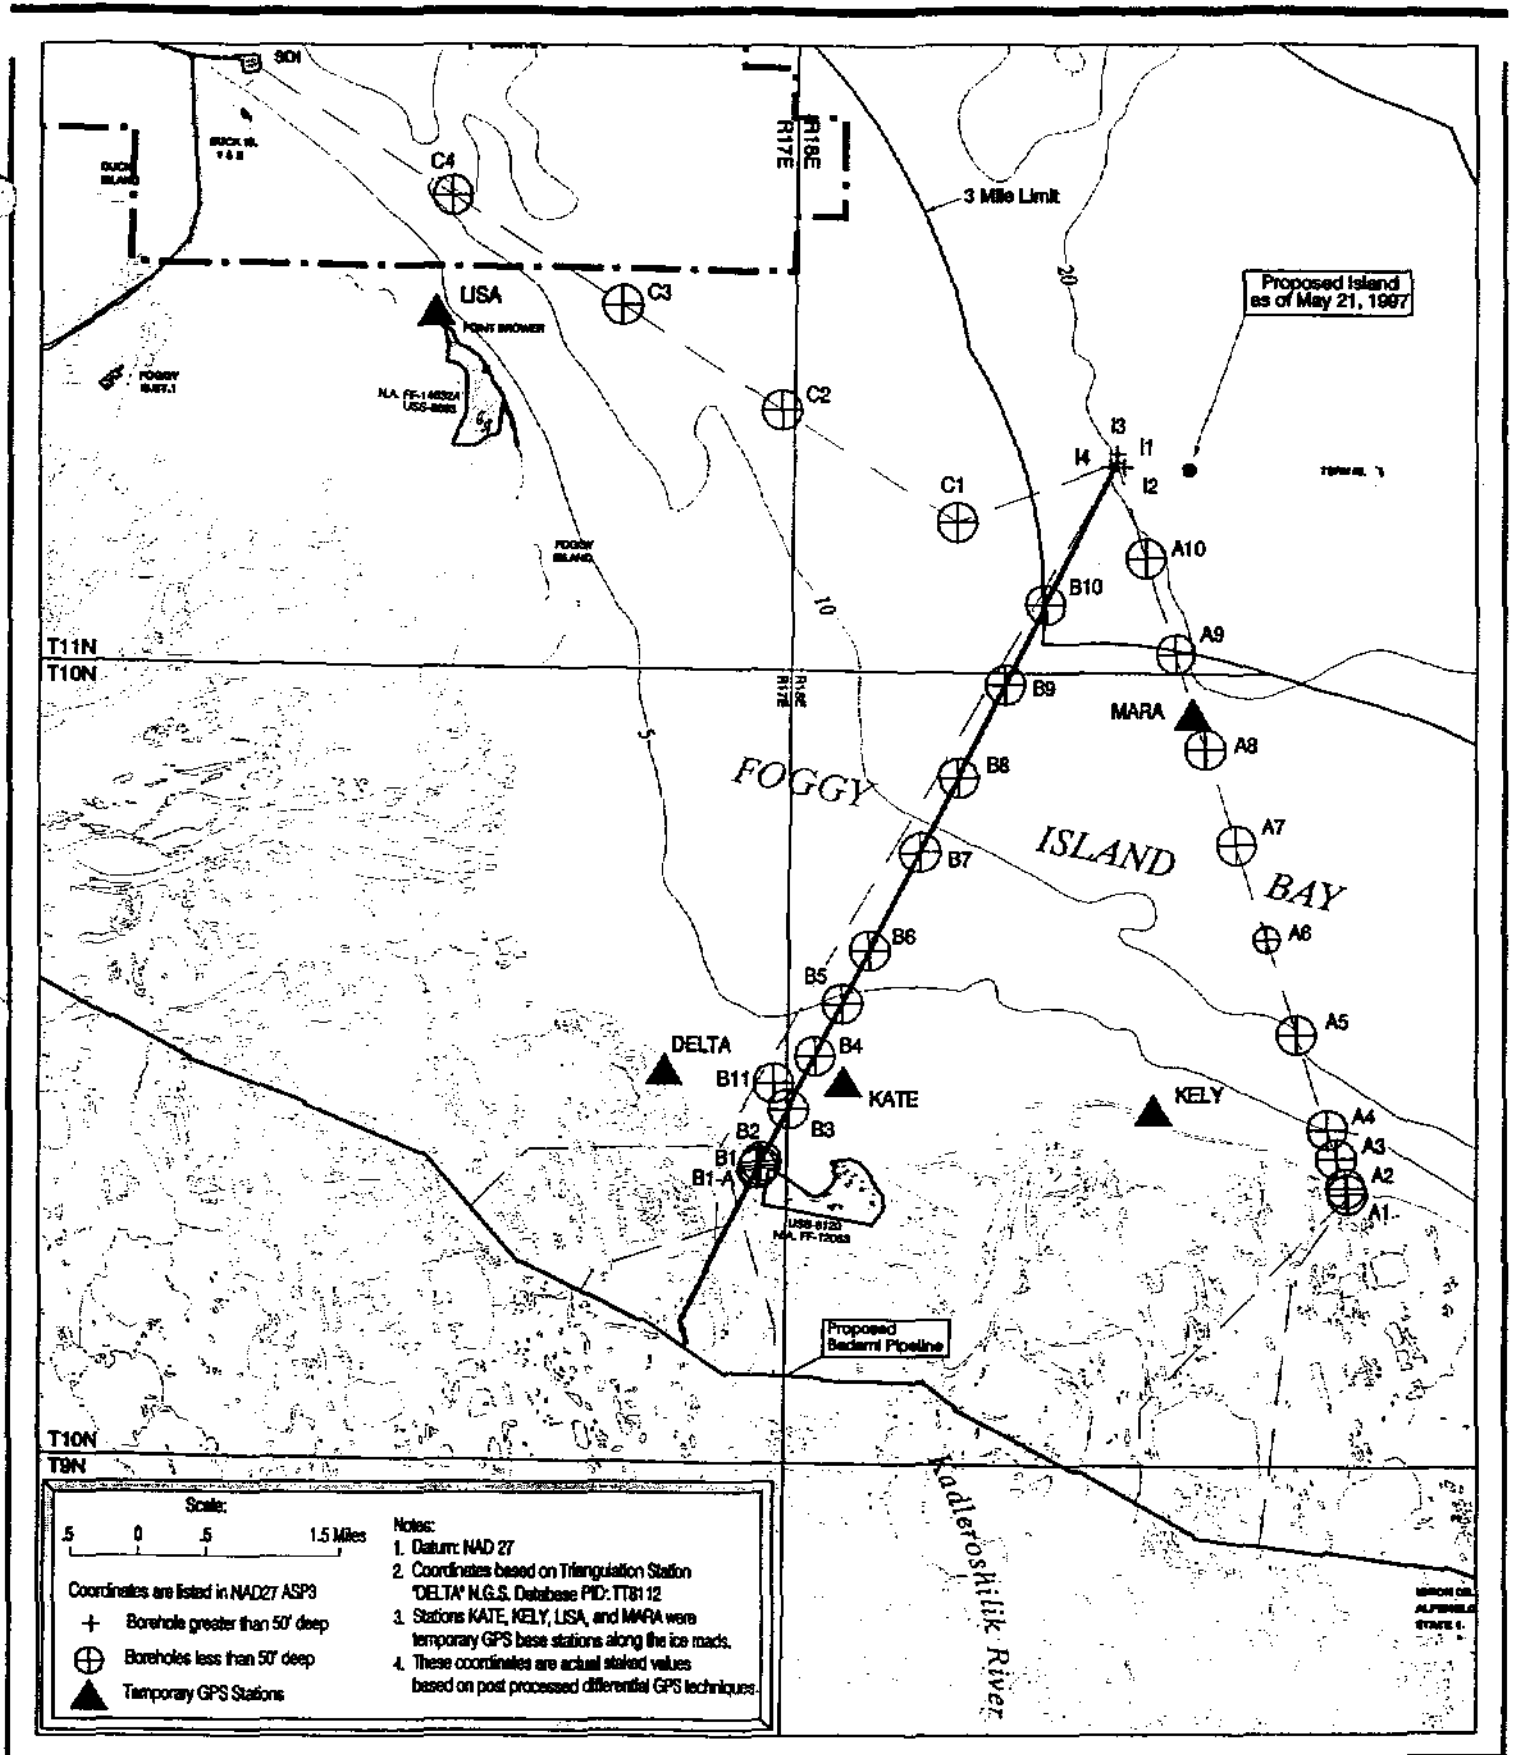 SDI
DUCK IS.
1 & 2
DUCK
ISLAND
C4
R17E
R18E
3 Mile Limit
20
Proposed Island
as of May 21, 1997
LISA
POINT BROWER
C3
FOGGY
ISLAND
C2
I3
I1
I4
I2
C1
A10
B10
10
T11N
T10N
R17E
R18E
A9
B9
MARA
A8
5
FOGGY
ISLAND
BAY
B8
A7
B7
A6
B6
B5
A5
DELTA
B4
B11
KATE
KELY
A4
B2
B3
A3
B1
B1-A
A2
A1
Proposed
Badami Pipeline
T10N
T9N
Kadleroshilik River
Scale:
.5 0 .5 1.5 Miles
Coordinates are listed in NAD27 ASP3
Borehole greater than 50' deep
Boreholes less than 50' deep
Temporary GPS Stations
Notes:
1. Datum: NAD 27
2. Coordinates based on Triangulation Station
"DELTA" N.G.S. Database PID: TT8112
3. Stations KATE, KELY, LISA, and MARA were
temporary GPS base stations along the ice roads.
4. These coordinates are actual staked values
based on post processed differential GPS techniques.
STATE 1.